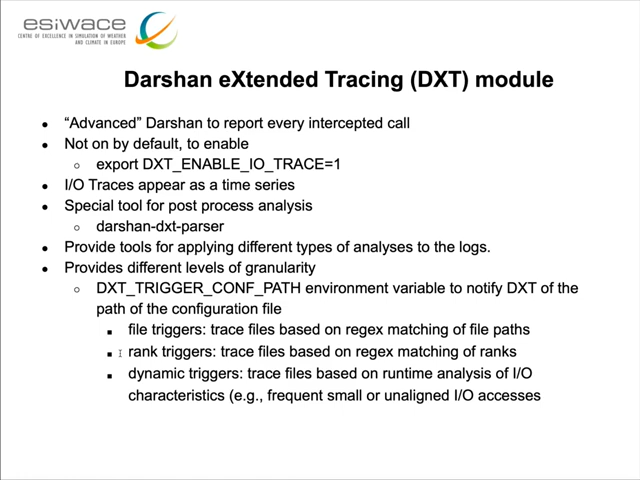 esiwace
CENTRE OF EXCELLENCE IN SIMULATION OF WEATHER
AND CLIMATE IN EUROPE
Darshan eXtended Tracing (DXT) module
● “Advanced” Darshan to report every intercepted call
● Not on by default, to enable
○ export DXT_ENABLE_IO_TRACE=1
● I/O Traces appear as a time series
● Special tool for post process analysis
○ darshan-dxt-parser
● Provide tools for applying different types of analyses to the logs.
● Provides different levels of granularity
○ DXT_TRIGGER_CONF_PATH environment variable to notify DXT of the
path of the configuration file
■ file triggers: trace files based on regex matching of file paths
■ rank triggers: trace files based on regex matching of ranks
■ dynamic triggers: trace files based on runtime analysis of I/O
characteristics (e.g., frequent small or unaligned I/O accesses